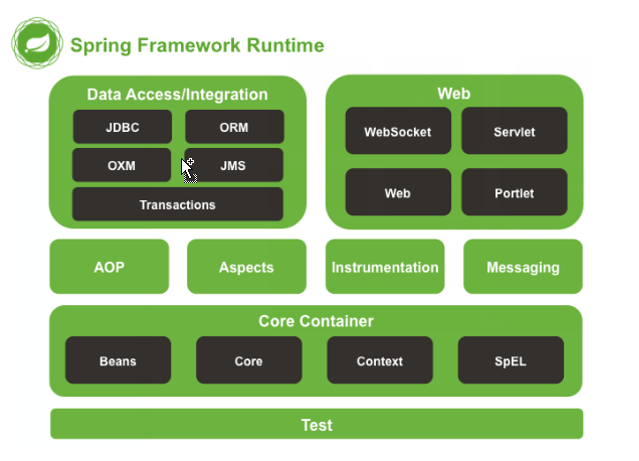 Spring Framework Runtime
Data Access/Integration
JDBC
ORM
OXM
JMS
Transactions
Web
WebSocket
Servlet
Web
Portlet
AOP
Aspects
Instrumentation
Messaging
Core Container
Beans
Core
Context
SpEL
Test